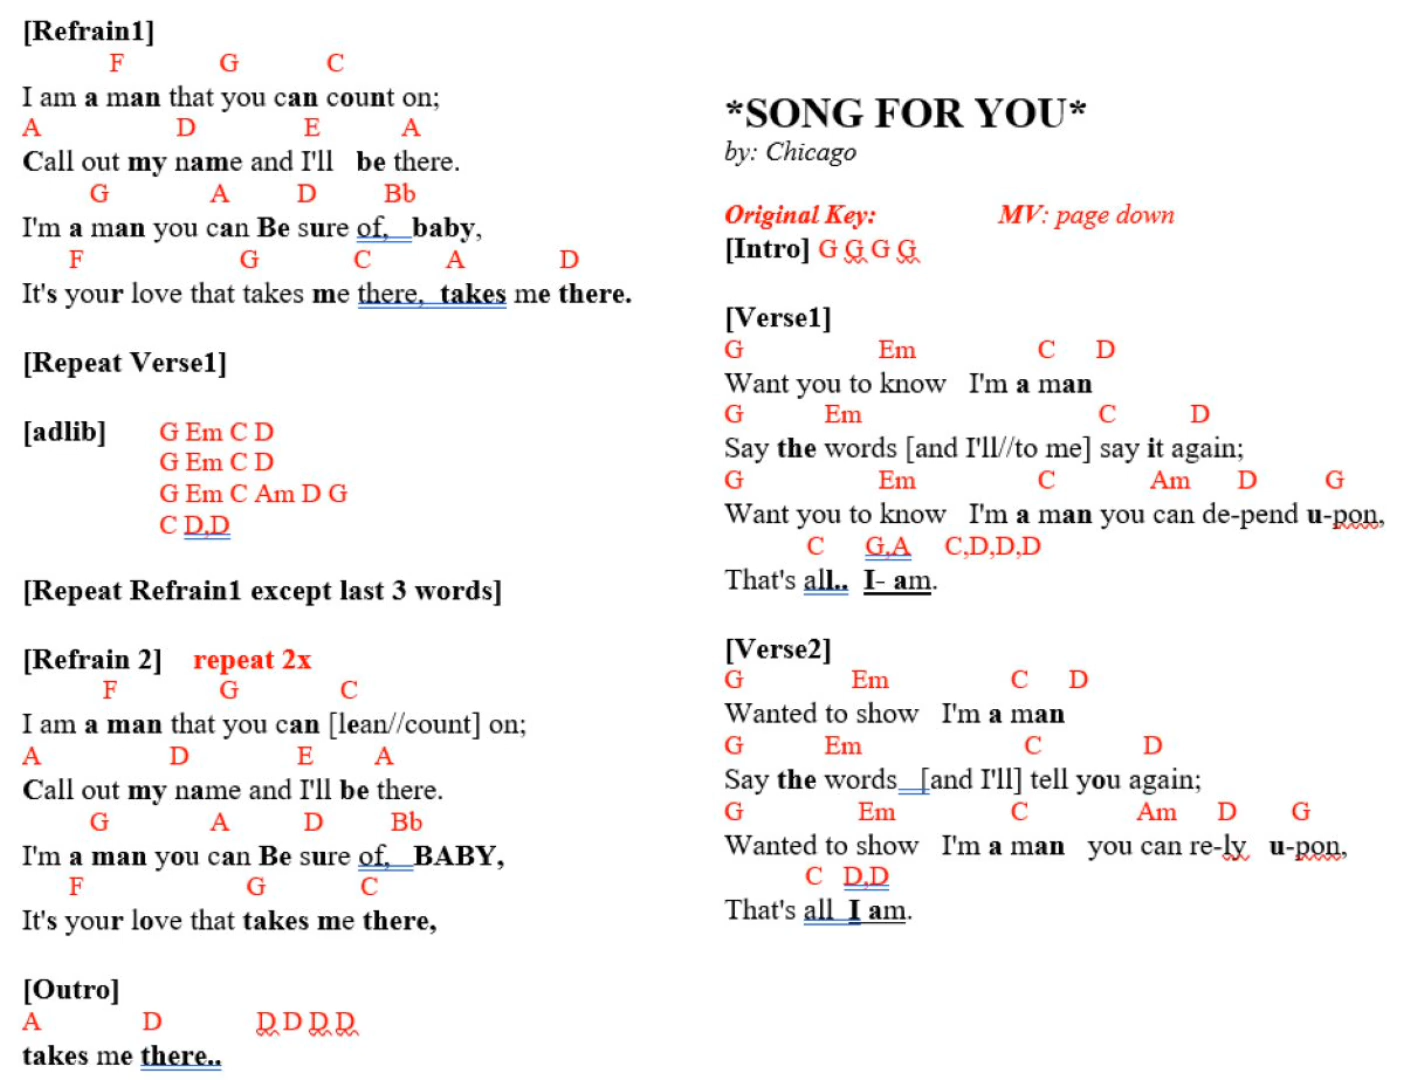 *SONG FOR YOU*
by: Chicago
Original Key: MV: page down
[Intro] G G G G
[Verse1]
G Em C D
Want you to know I'm a man
G Em C D
Say the words [and I'll//to me] say it again;
G Em C Am D G
Want you to know I'm a man you can de-pend u-pon,
C G,A C,D,D,D
That's all.. I- am.
[Verse2]
G Em C D
Wanted to show I'm a man
G Em C D
Say the words [and I'll] tell you again;
G Em C Am D G
Wanted to show I'm a man you can re-ly u-pon,
C D,D
That's all I am.
[Refrain1]
F G C
I am a man that you can count on;
A D E A
Call out my name and I'll be there.
G A D Bb
I'm a man you can Be sure of, baby,
F G C A D
It's your love that takes me there, takes me there.
[Repeat Verse1]
[adlib] G Em C D
G Em C D
G Em C Am D G
C D,D
[Repeat Refrain1 except last 3 words]
[Refrain 2] repeat 2x
F G C
I am a man that you can [lean//count] on;
A D E A
Call out my name and I'll be there.
G A D Bb
I'm a man you can Be sure of, BABY,
F G C
It's your love that takes me there,
[Outro]
A D D D D D
takes me there..